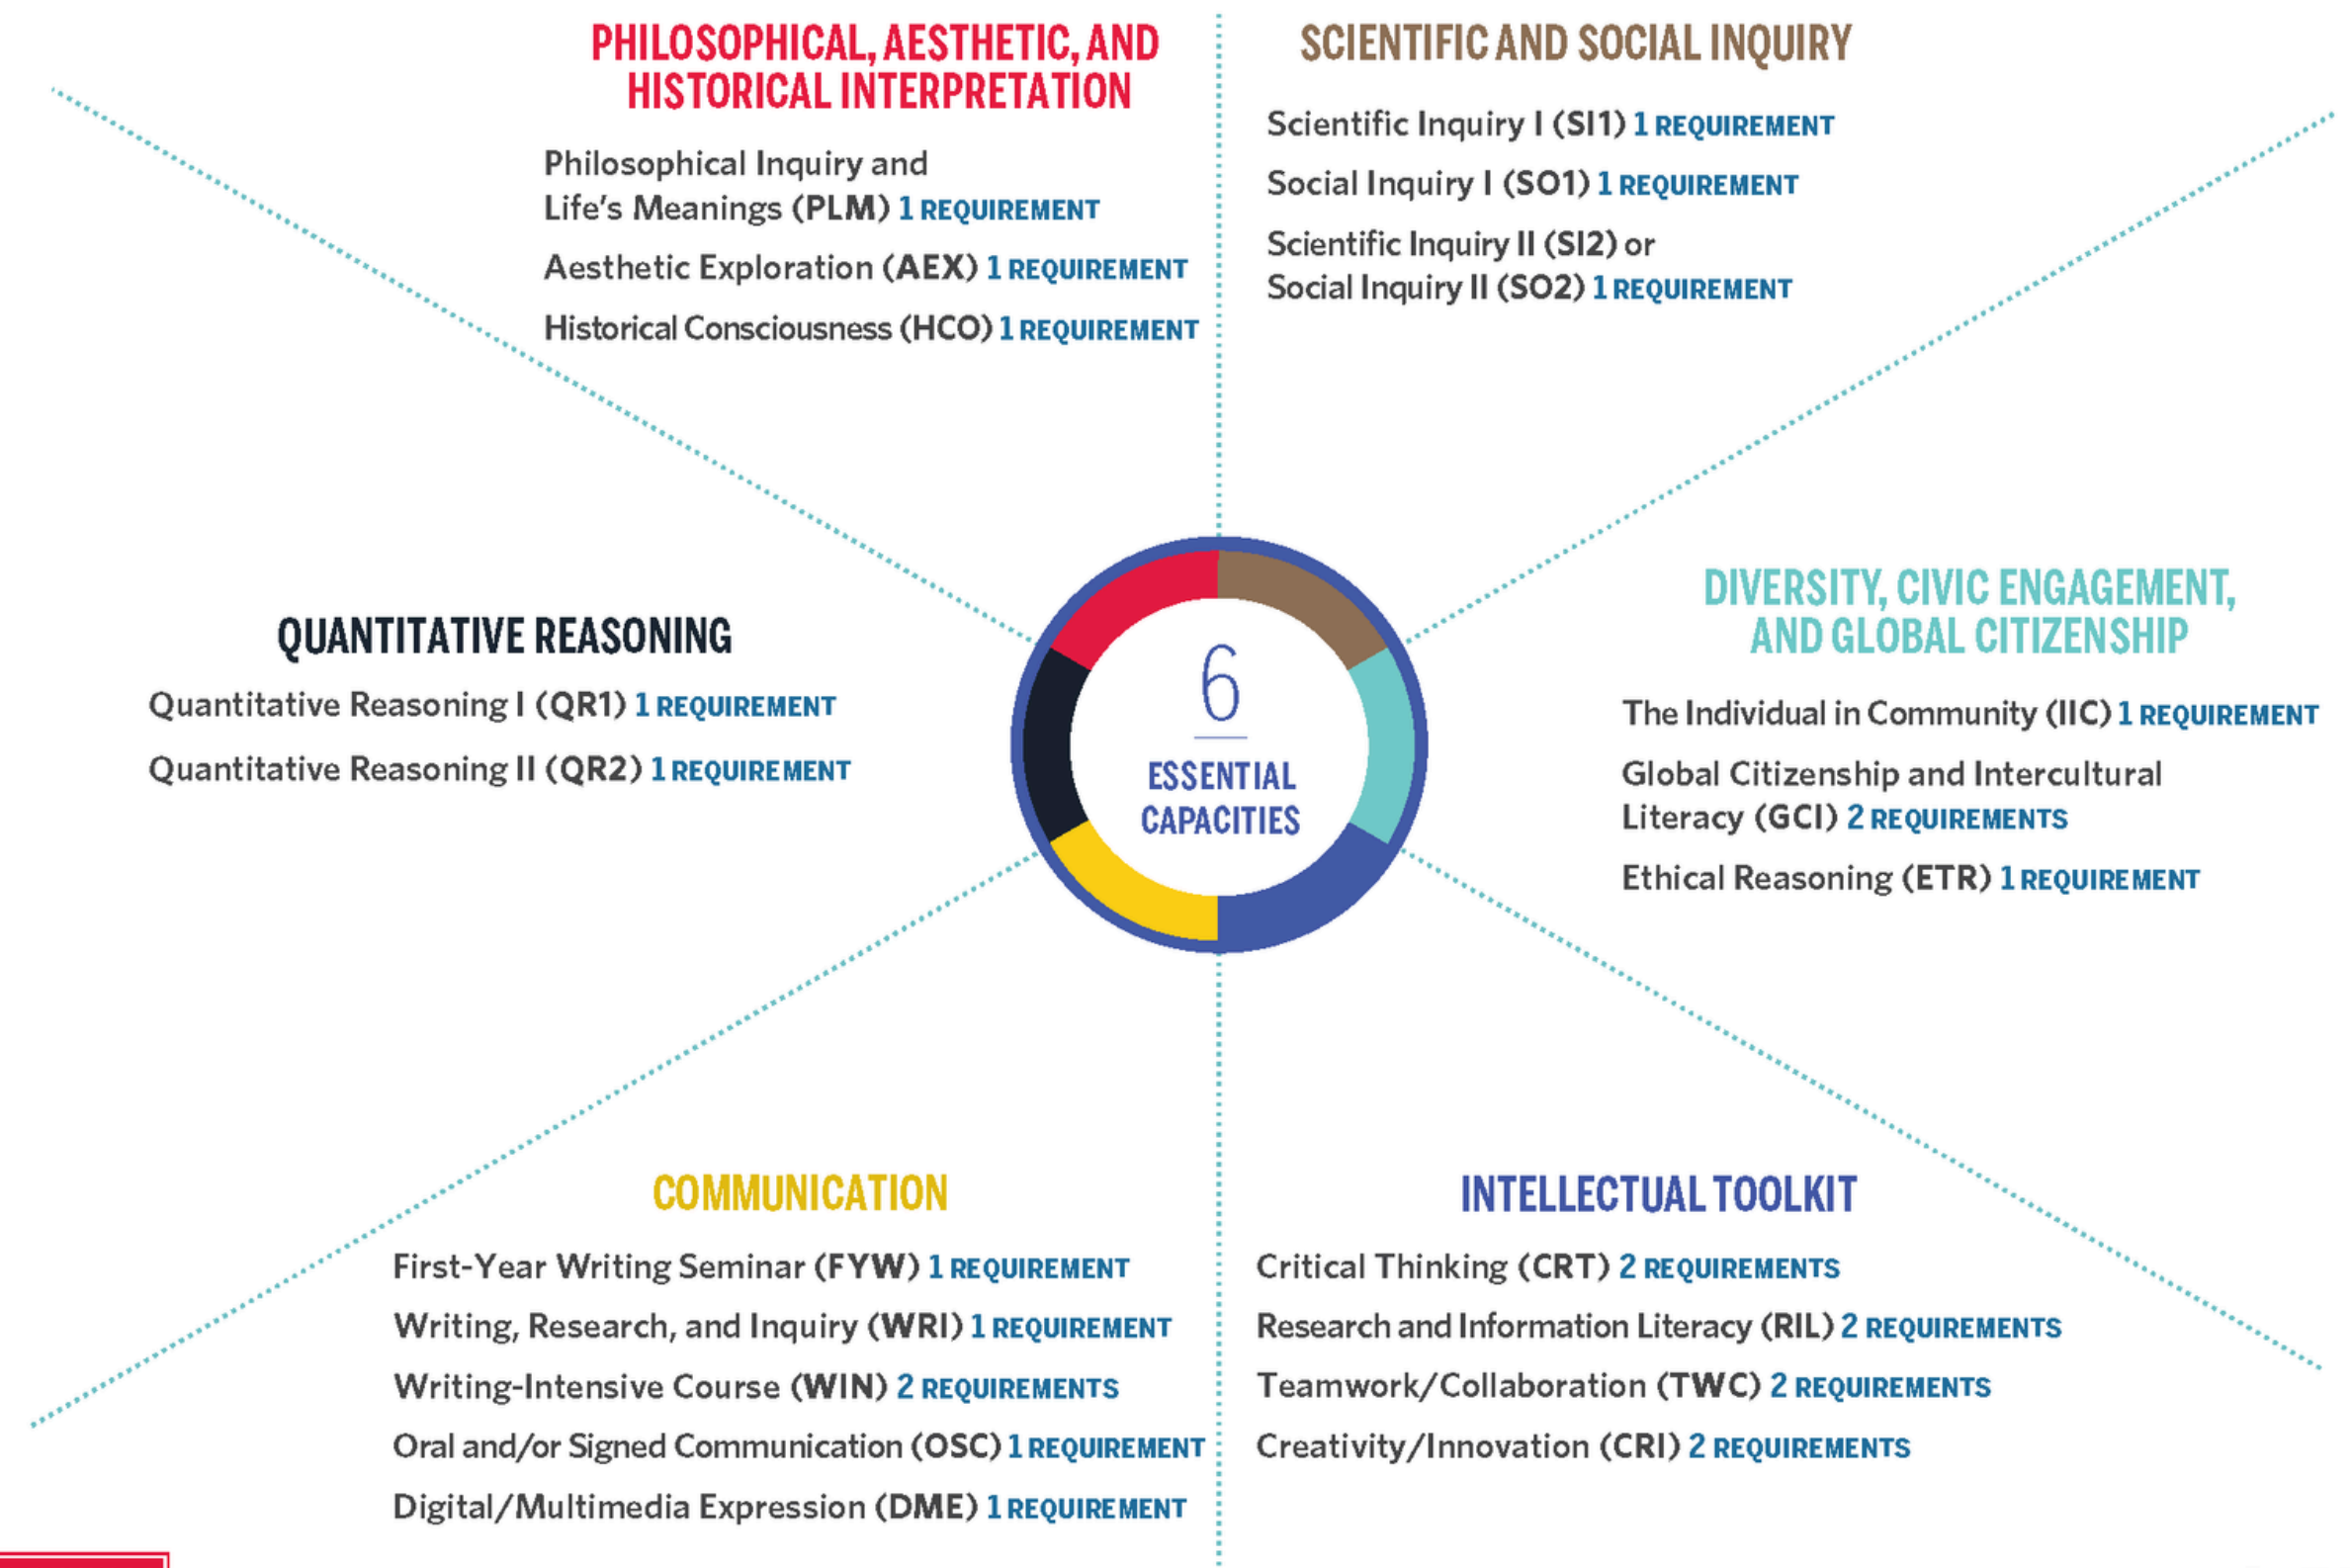 PHILOSOPHICAL, AESTHETIC, AND
HISTORICAL INTERPRETATION
Philosophical Inquiry and
Life's Meanings (PLM) 1 REQUIREMENT
Aesthetic Exploration (AEX) 1 REQUIREMENT
Historical Consciousness (HCO) 1 REQUIREMENT
SCIENTIFIC AND SOCIAL INQUIRY
Scientific Inquiry I (SI1) 1 REQUIREMENT
Social Inquiry I (SO1) 1 REQUIREMENT
Scientific Inquiry II (SI2) or
Social Inquiry II (SO2) 1 REQUIREMENT
QUANTITATIVE REASONING
Quantitative Reasoning I (QR1) 1 REQUIREMENT
Quantitative Reasoning II (QR2) 1 REQUIREMENT
6
ESSENTIAL
CAPACITIES
DIVERSITY, CIVIC ENGAGEMENT,
AND GLOBAL CITIZENSHIP
The Individual in Community (IIC) 1 REQUIREMENT
Global Citizenship and Intercultural
Literacy (GCI) 2 REQUIREMENTS
Ethical Reasoning (ETR) 1 REQUIREMENT
COMMUNICATION
First-Year Writing Seminar (FYW) 1 REQUIREMENT
Writing, Research, and Inquiry (WRI) 1 REQUIREMENT
Writing-Intensive Course (WIN) 2 REQUIREMENTS
Oral and/or Signed Communication (OSC) 1 REQUIREMENT
Digital/Multimedia Expression (DME) 1 REQUIREMENT
INTELLECTUAL TOOLKIT
Critical Thinking (CRT) 2 REQUIREMENTS
Research and Information Literacy (RIL) 2 REQUIREMENTS
Teamwork/Collaboration (TWC) 2 REQUIREMENTS
Creativity/Innovation (CRI) 2 REQUIREMENTS